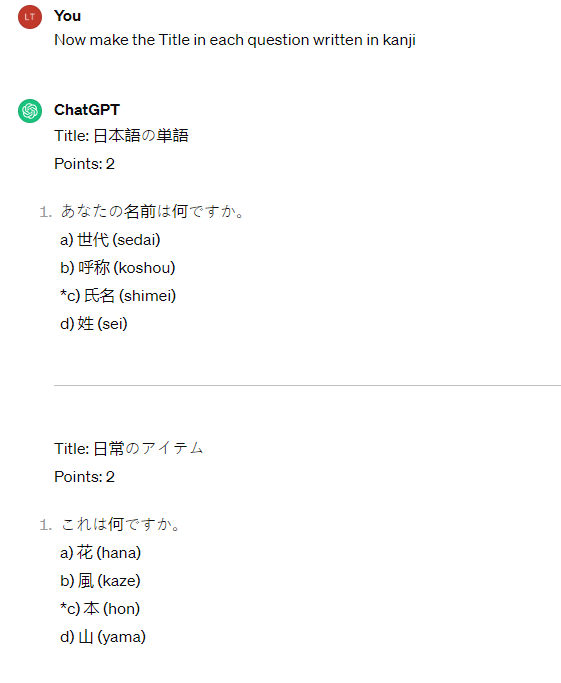 LT
You
Now make the Title in each question written in kanji
ChatGPT
Title: 日本語の単語
Points: 2
1. あなたの名前は何ですか。
a) 世代 (sedai)
b) 呼称 (koshou)
*c) 氏名 (shimei)
d) 姓 (sei)
Title: 日常のアイテム
Points: 2
1. これは何ですか。
a) 花 (hana)
b) 風 (kaze)
*c) 本 (hon)
d) 山 (yama)